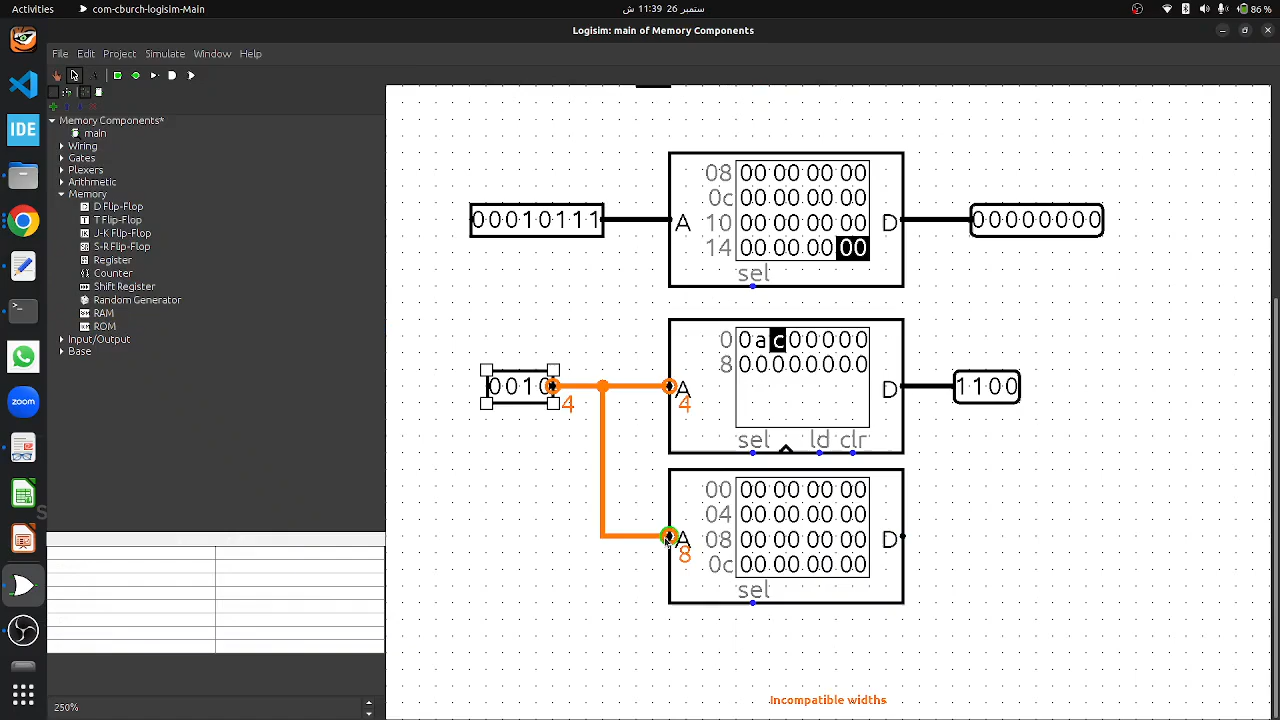 Activities com-cburch-logisim-Main ستمبر 26 11:39 ش 86 %
Logisim: main of Memory Components
File Edit Project Simulate Window Help
Memory Components*
main
Wiring
Gates
Plexers
Arithmetic
Memory
D Flip-Flop
T Flip-Flop
J-K Flip-Flop
S-R Flip-Flop
Register
Counter
Shift Register
Random Generator
RAM
ROM
Input/Output
Base
250%
IDE
zoom
08 00 00 00 00
0c 00 00 00 00
00010111 A 10 00 00 00 00 D 00000000
14 00 00 00 00
sel
0 0ac00000
8 00000000
0010 A D 1100
4 4
sel ld clr
00 00 00 00 00
04 00 00 00 00
A 08 00 00 00 00 D
8 0c 00 00 00 00
sel
Incompatible widths